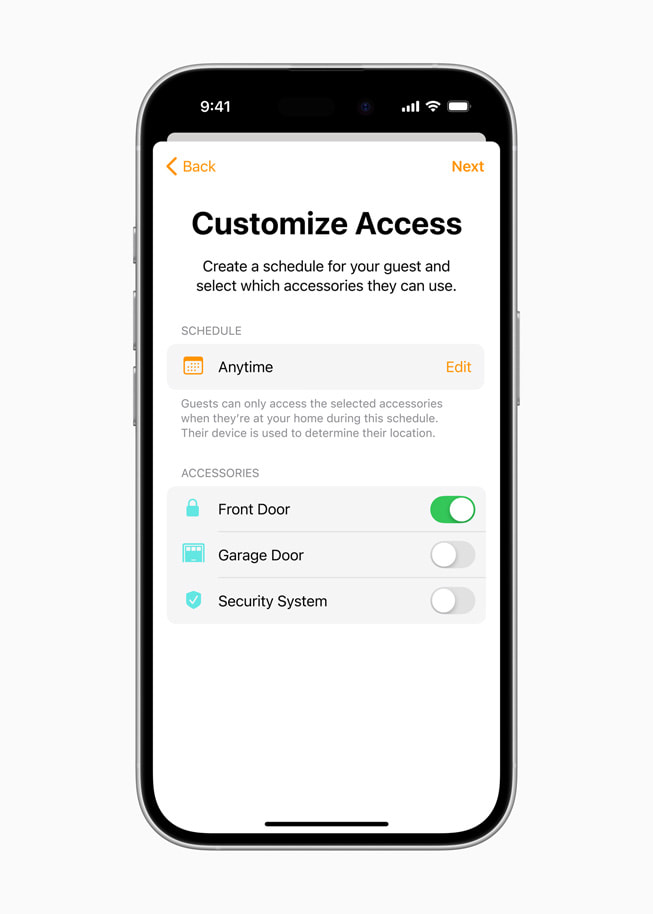 9:41
Back
Next
Customize Access
Create a schedule for your guest and
select which accessories they can use.
SCHEDULE
Anytime
Edit
Guests can only access the selected accessories
when they're at your home during this schedule.
Their device is used to determine their location.
ACCESSORIES
Front Door
Garage Door
Security System